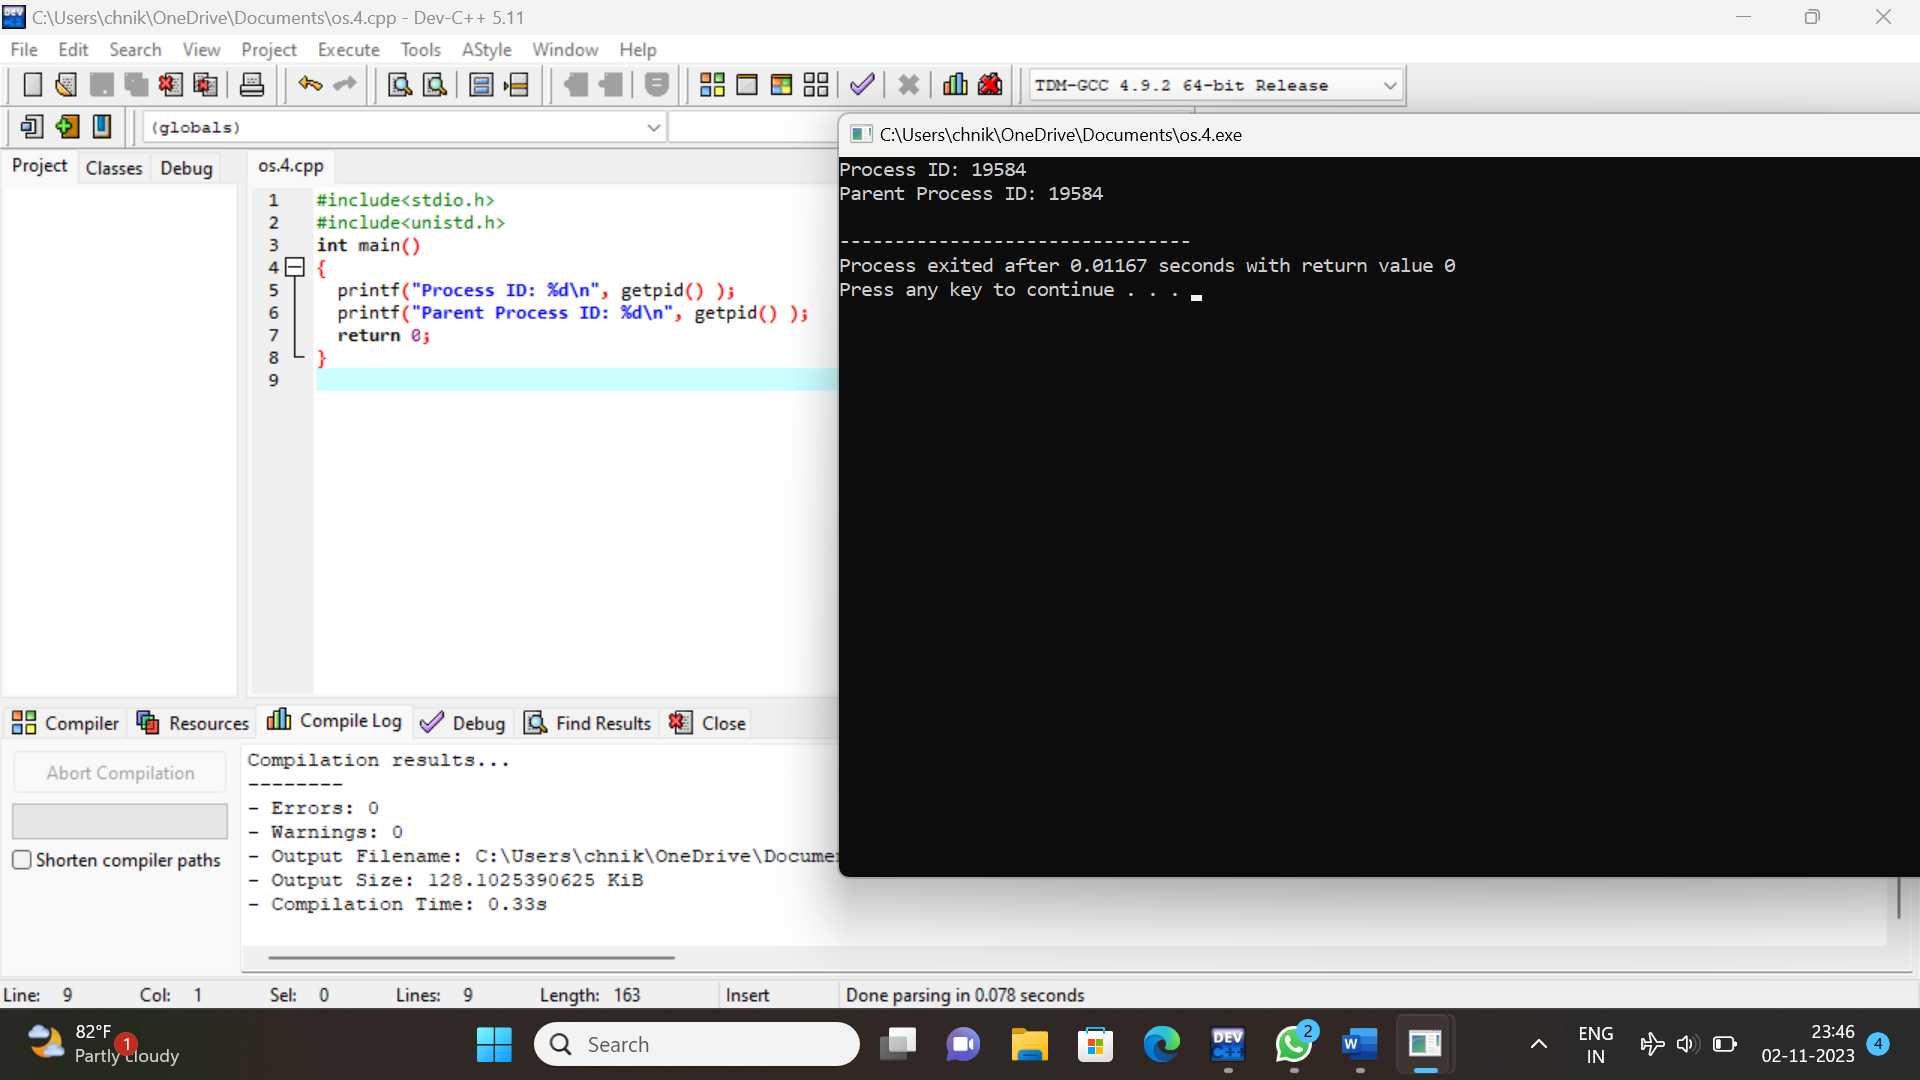 C:\Users\chnik\OneDrive\Documents\os.4.cpp - Dev-C++ 5.11
File Edit Search View Project Execute Tools AStyle Window Help
TDM-GCC 4.9.2 64-bit Release
(globals)
Project Classes Debug
os.4.cpp
1 #include<stdio.h>
2 #include<unistd.h>
3 int main()
4 {
5 printf("Process ID: %d\n", getpid() );
6 printf("Parent Process ID: %d\n", getpid() );
7 return 0;
8 }
9
C:\Users\chnik\OneDrive\Documents\os.4.exe
Process ID: 19584
Parent Process ID: 19584
--------------------------------
Process exited after 0.01167 seconds with return value 0
Press any key to continue . . .
Compiler Resources Compile Log Debug Find Results Close
Abort Compilation
Shorten compiler paths
Compilation results...
--------
- Errors: 0
- Warnings: 0
- Output Filename: C:\Users\chnik\OneDrive\Docume
- Output Size: 128.1025390625 KiB
- Compilation Time: 0.33s
Line: 9 Col: 1 Sel: 0 Lines: 9 Length: 163 Insert Done parsing in 0.078 seconds
82°F
Partly cloudy
1
Search
DEV
C++
2
W
ENG
IN
23:46
02-11-2023
4